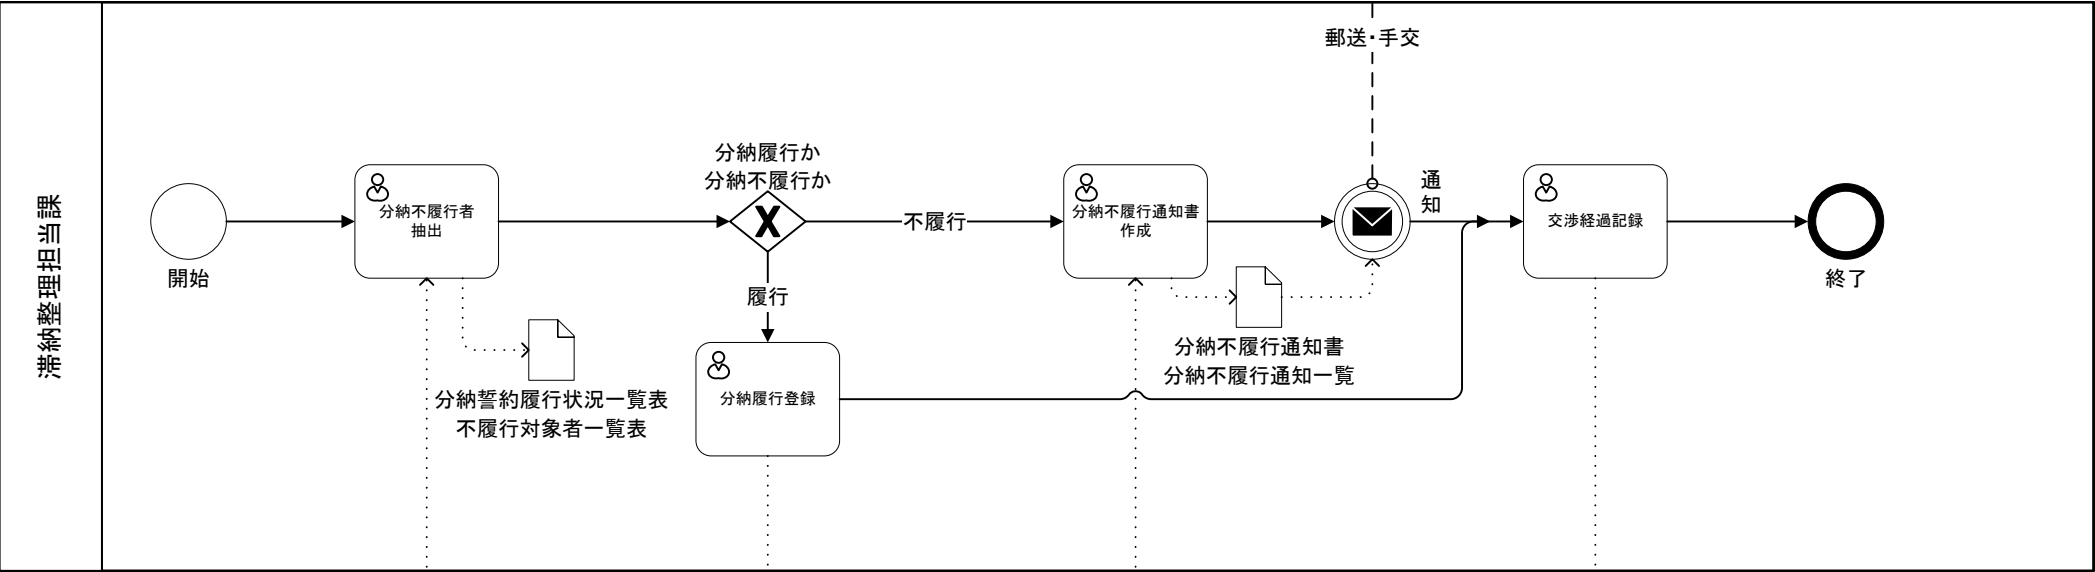 滞納整理担当課
開始
分納不履行者
抽出
分納誓約履行状況一覧表
不履行対象者一覧表
分納履行か
分納不履行か
不履行
履行
分納履行登録
分納不履行通知書
作成
分納不履行通知書
分納不履行通知一覧
郵送・手交
通知
交渉経過記録
終了